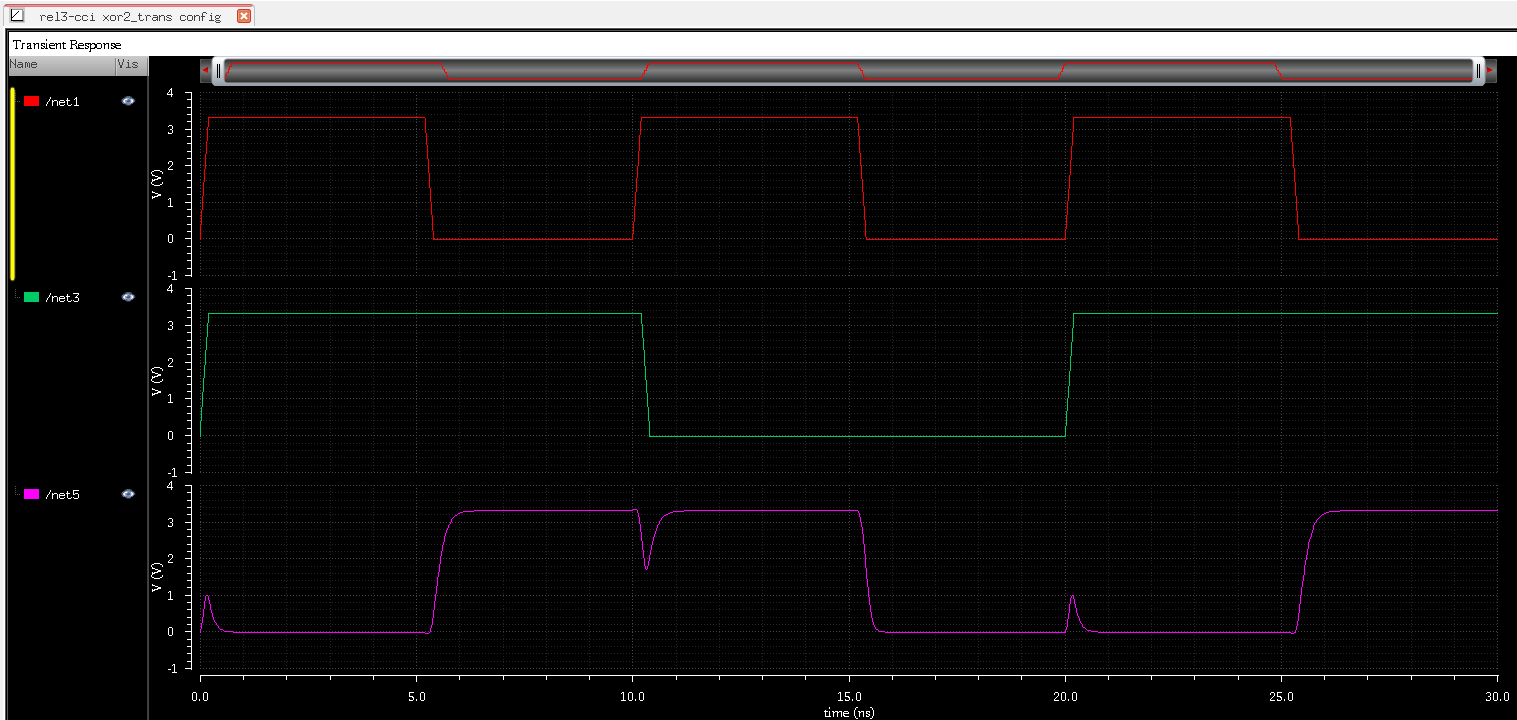 rel3-cci xor2_trans config
Transient Response
Name Vis
/net1
4
3
2
1
0
-1
V (V)
/net3
4
3
2
1
0
-1
V (V)
/net5
4
3
2
1
0
-1
V (V)
0.0 5.0 10.0 15.0 20.0 25.0 30.0
time (ns)